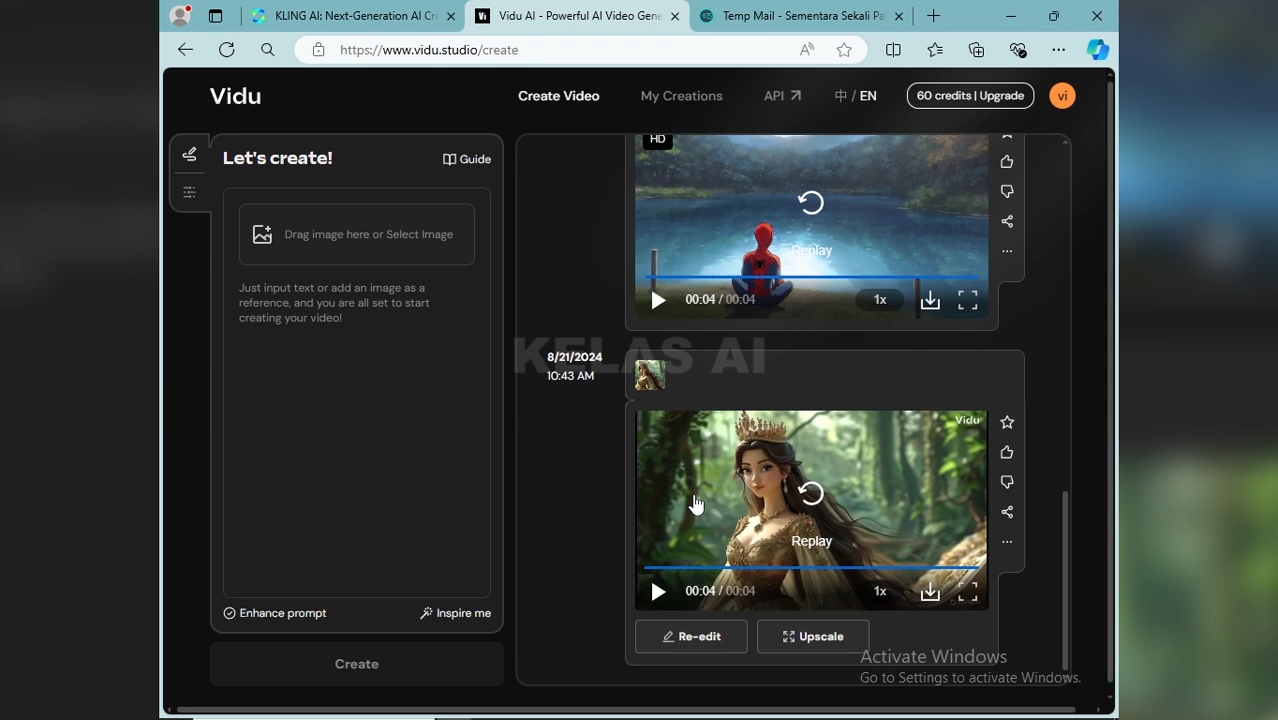 KLING AI: Next-Generation AI Cr
Vidu AI - Powerful AI Video Gene
Temp Mail - Sementara Sekali Pa
https://www.vidu.studio/create
Vidu
Create Video
My Creations
API
中 / EN
60 credits | Upgrade
vi
Let's create!
Guide
Drag image here or Select Image
Just input text or add an image as a
reference, and you are all set to start
creating your video!
Enhance prompt
Inspire me
Create
HD
Replay
00:04 / 00:04
1x
KELAS AI
8/21/2024
10:43 AM
Vidu
Replay
00:04 / 00:04
1x
Re-edit
Upscale
Activate Windows
Go to Settings to activate Windows.